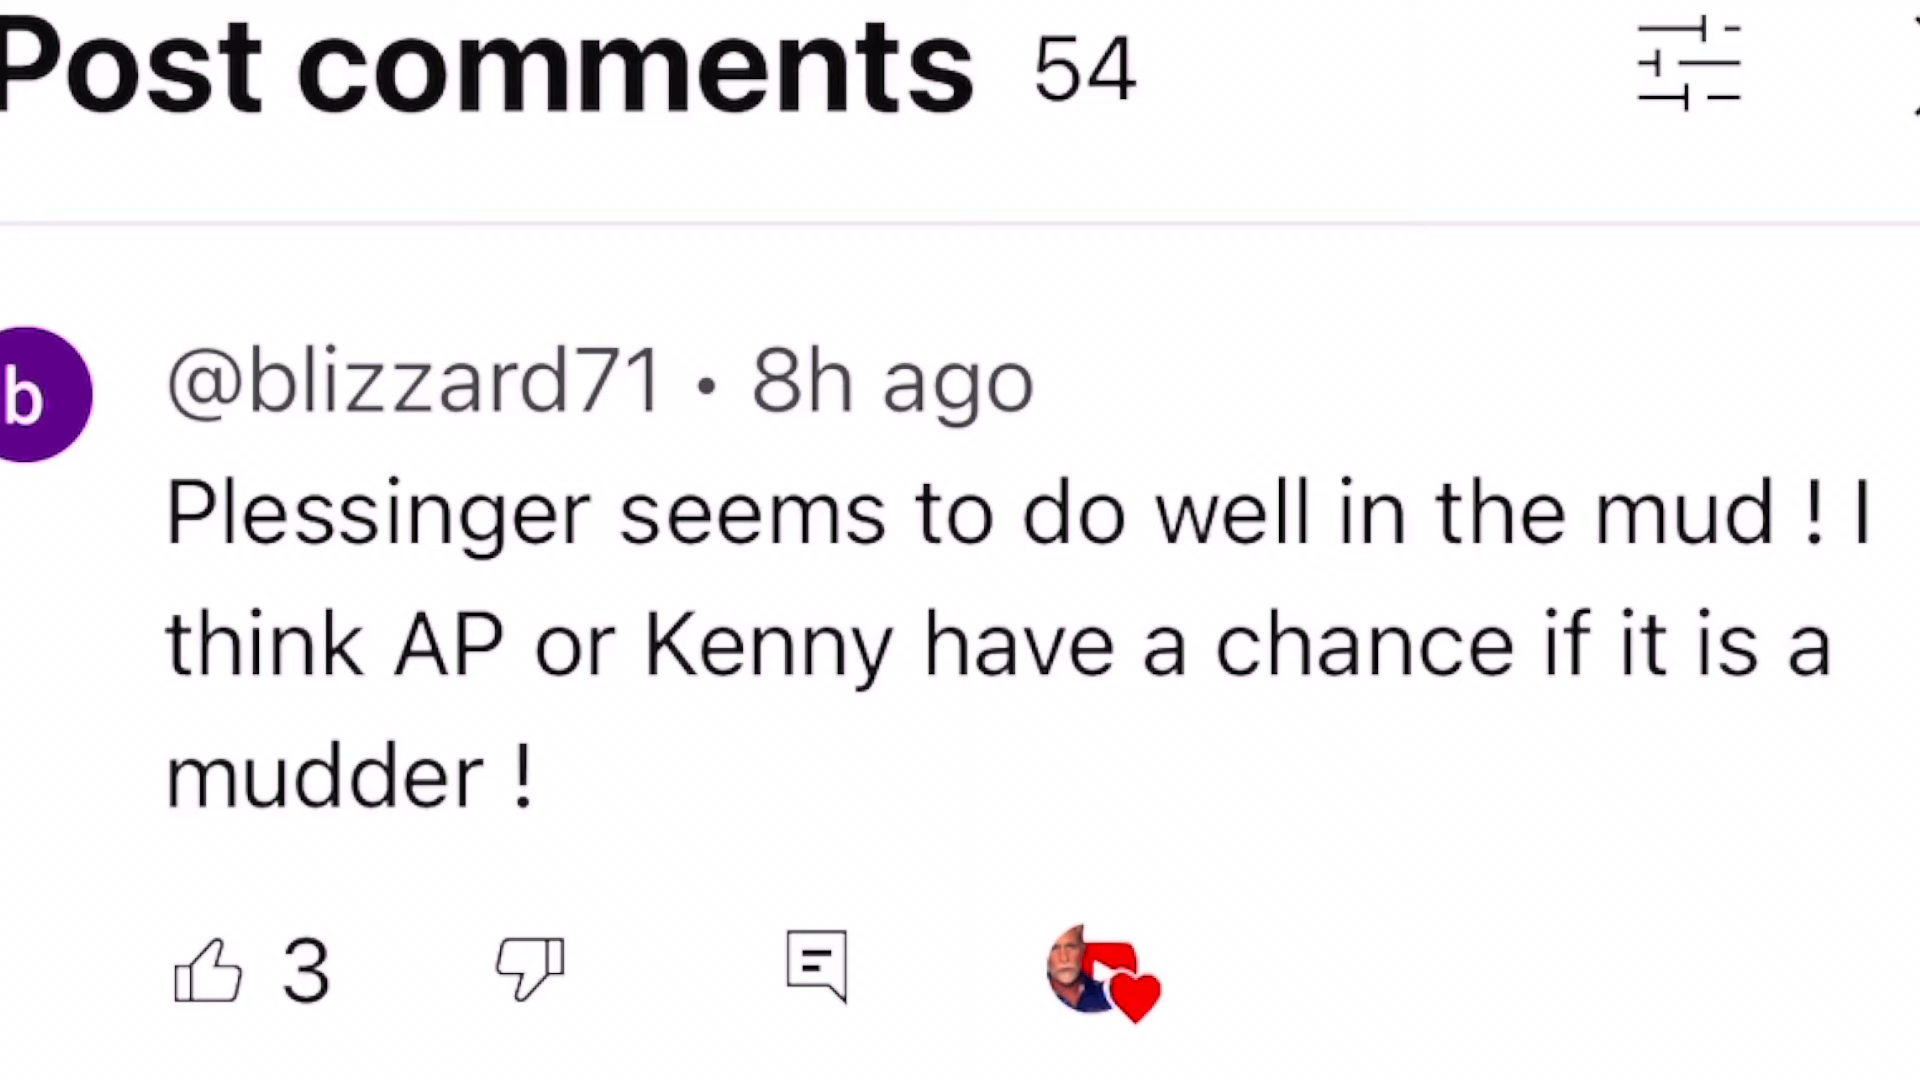 Post comments 54
b
@blizzard71 • 8h ago
Plessinger seems to do well in the mud ! I
think AP or Kenny have a chance if it is a
mudder !
3